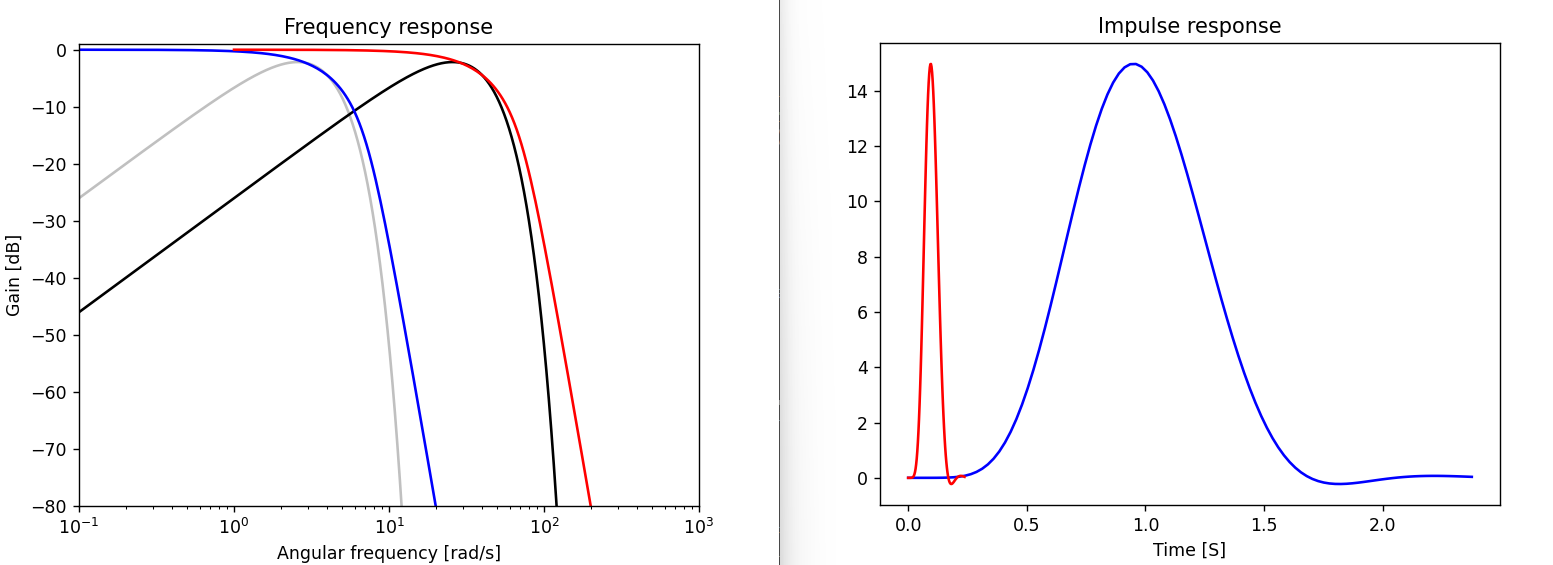 Frequency response
Gain [dB]
0
−10
−20
−30
−40
−50
−60
−70
−80
10⁻¹ 10⁰ 10¹ 10² 10³
Angular frequency [rad/s]
Impulse response
14
12
10
8
6
4
2
0
0.0 0.5 1.0 1.5 2.0
Time [S]